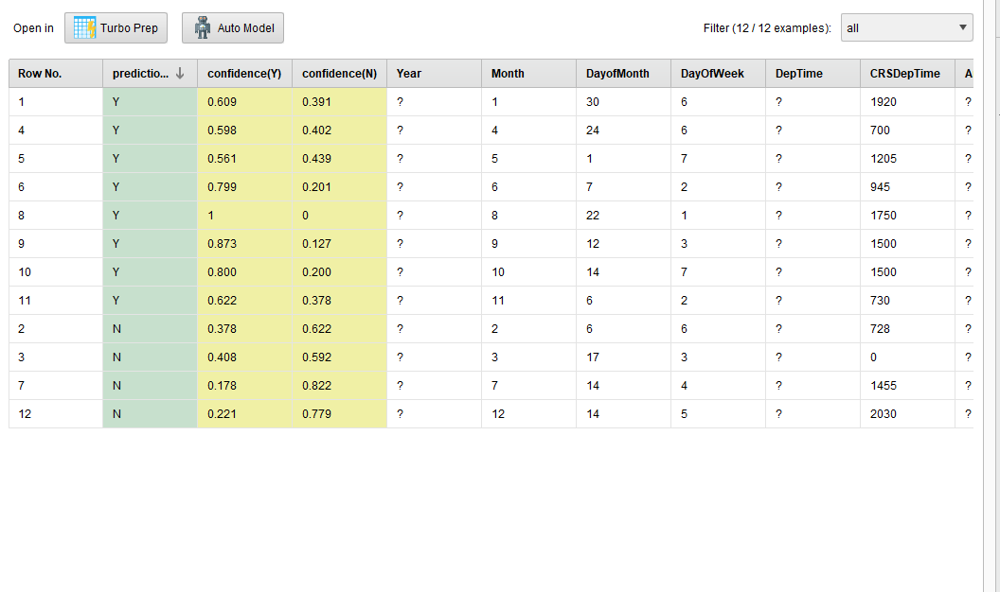 Open in Turbo Prep Auto Model Filter (12 / 12 examples): all
Row No. predictio... confidence(Y) confidence(N) Year Month DayofMonth DayOfWeek DepTime CRSDepTime A
1 Y 0.609 0.391 ? 1 30 6 ? 1920 ?
4 Y 0.598 0.402 ? 4 24 6 ? 700 ?
5 Y 0.561 0.439 ? 5 1 7 ? 1205 ?
6 Y 0.799 0.201 ? 6 7 2 ? 945 ?
8 Y 1 0 ? 8 22 1 ? 1750 ?
9 Y 0.873 0.127 ? 9 12 3 ? 1500 ?
10 Y 0.800 0.200 ? 10 14 7 ? 1500 ?
11 Y 0.622 0.378 ? 11 6 2 ? 730 ?
2 N 0.378 0.622 ? 2 6 6 ? 728 ?
3 N 0.408 0.592 ? 3 17 3 ? 0 ?
7 N 0.178 0.822 ? 7 14 4 ? 1455 ?
12 N 0.221 0.779 ? 12 14 5 ? 2030 ?